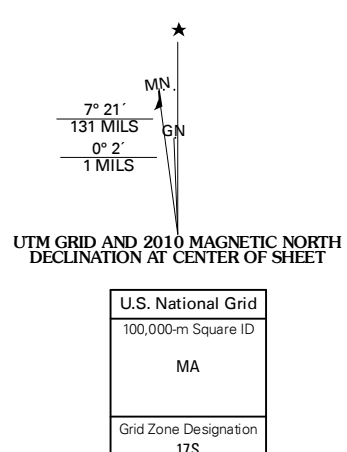 MN
7° 21´
131 MILS
GN
0° 2´
1 MILS
UTM GRID AND 2010 MAGNETIC NORTH
DECLINATION AT CENTER OF SHEET
U.S. National Grid
100,000-m Square ID
MA
Grid Zone Designation
17S